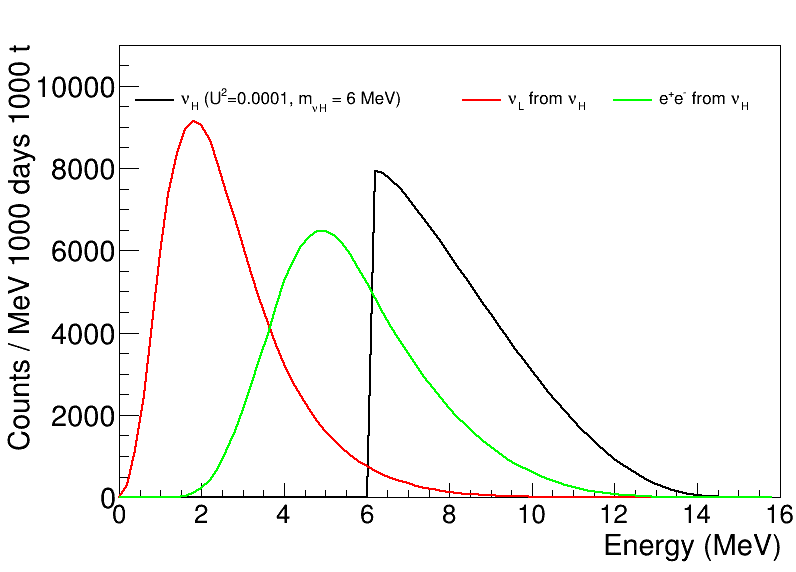 Counts / MeV 1000 days 1000 t
10000
8000
6000
4000
2000
0
ν_H (U²=0.0001, m_νH = 6 MeV)
ν_L from ν_H
e⁺e⁻ from ν_H
0 2 4 6 8 10 12 14 16
Energy (MeV)